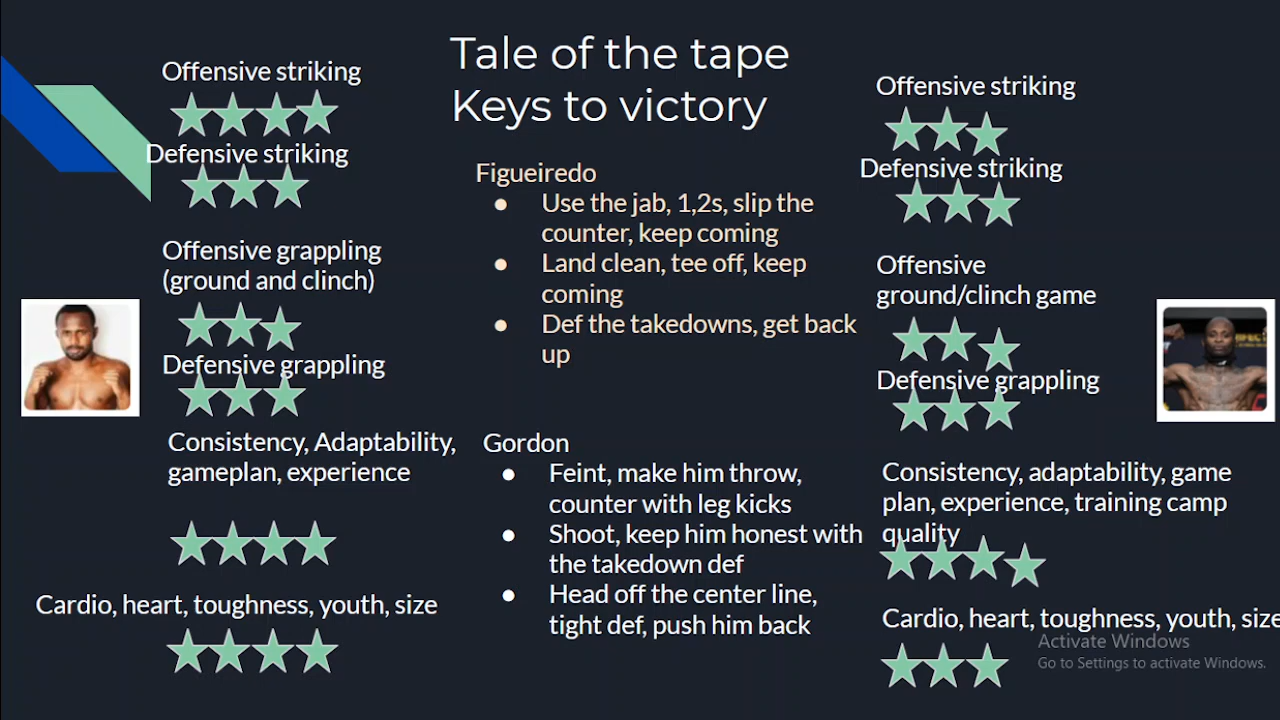 Tale of the tape
Keys to victory
Offensive striking
Defensive striking
Offensive grappling
(ground and clinch)
Defensive grappling
Consistency, Adaptability,
gameplan, experience
Cardio, heart, toughness, youth, size
Figueiredo
● Use the jab, 1,2s, slip the
counter, keep coming
● Land clean, tee off, keep
coming
● Def the takedowns, get back
up
Gordon
● Feint, make him throw,
counter with leg kicks
● Shoot, keep him honest with
the takedown def
● Head off the center line,
tight def, push him back
Offensive striking
Defensive striking
Offensive
ground/clinch game
Defensive grappling
Consistency, adaptability, game
plan, experience, training camp
quality
Cardio, heart, toughness, youth, size
Activate Windows
Go to Settings to activate Windows.